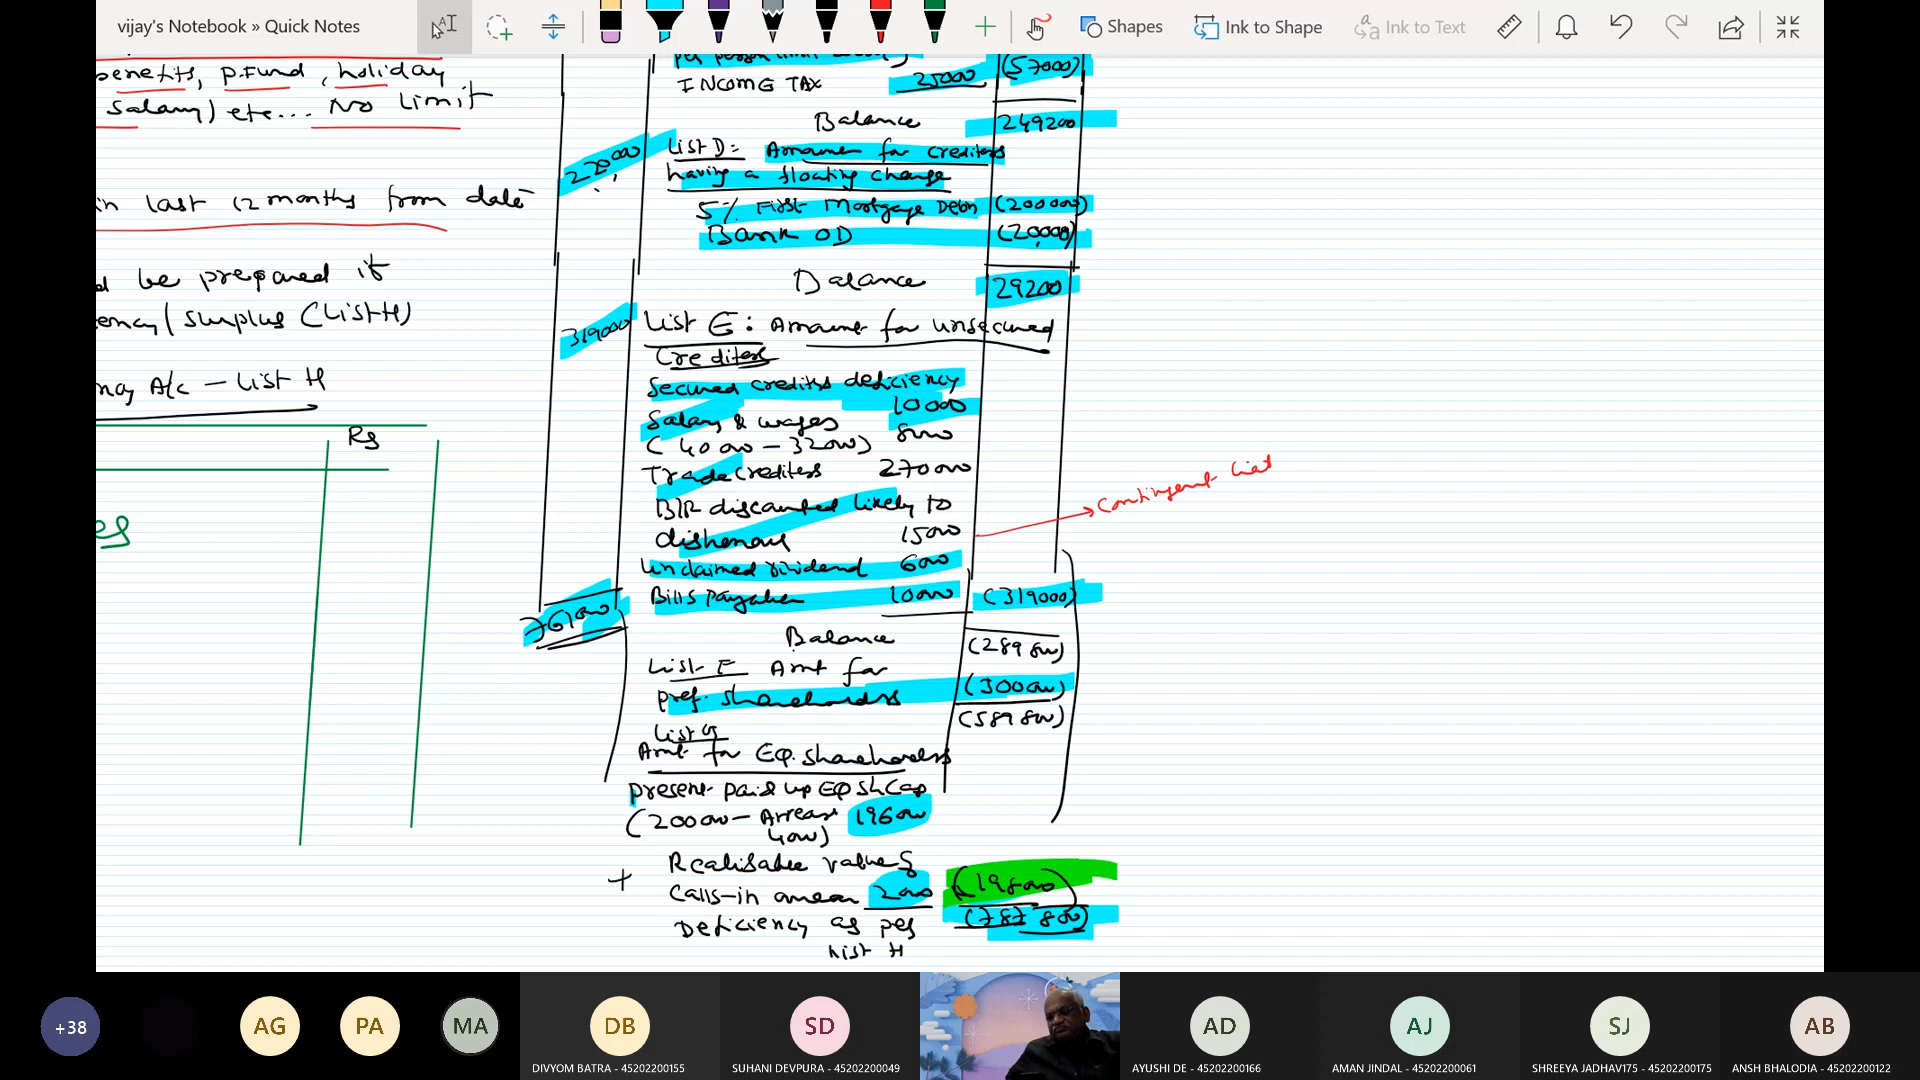 vijay's Notebook » Quick Notes
Shapes
Ink to Shape
Ink to Text
benefits, P.Fund, holiday
salary) etc... No limit
in last 12 months from date
d be prepared if
ency / surplus (List H)
ncy A/c – List H
Rs
es
INCOME TAX 25000 (57000)
Balance 249200
220000 List D: Amount for creditors
having a floating charge
5% First Mortgage Debn (200000)
Bank OD (20000)
Balance 29200
319000 List E: Amount for unsecured
Creditors
Secured creditors deficiency
10000
Salary & wages 8000
(40000 – 32000)
Trade Creditors 270000
B/R discounted likely to
dishonour 15000
Contingent Liab
Unclaimed dividend 6000
Bills payable 10000 (319000)
761000
Balance (289800)
List F Amt for
pref. shareholders (300000)
(589800)
List G
Amt for Eq. shareholders
present paid up Eq Sh Cap
(200000 – Arrears 196000
4000)
+ Realisable value of
Calls-in arrear 2000 (198000)
(787800)
Deficiency as per
List H
+38
AG
PA
MA
DB
SD
AD
AJ
SJ
AB
DIVYOM BATRA - 45202200155
SUHANI DEVPURA - 45202200049
AYUSHI DE - 45202200166
AMAN JINDAL - 45202200061
SHREEYA JADHAV175 - 45202200175
ANSH BHALODIA - 45202200122